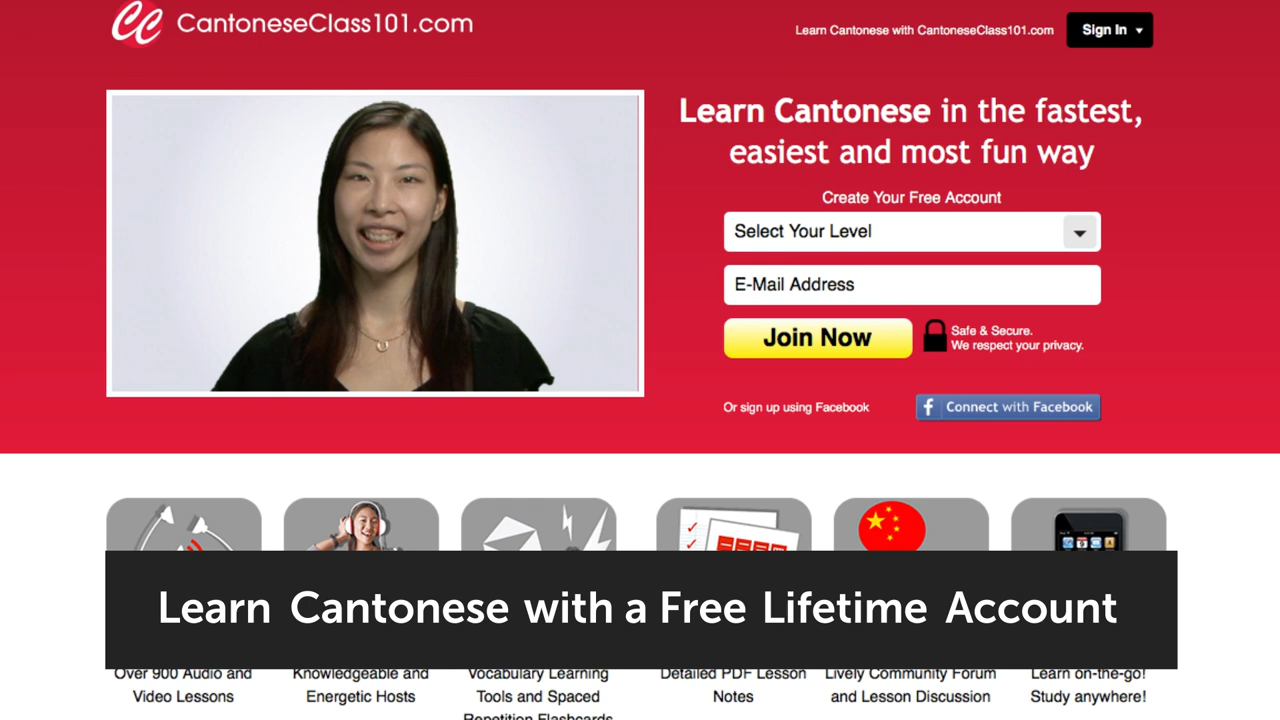 CC CantoneseClass101.com
Learn Cantonese with CantoneseClass101.com
Sign In
Learn Cantonese in the fastest,
easiest and most fun way
Create Your Free Account
Select Your Level
E-Mail Address
Join Now
Safe & Secure.
We respect your privacy.
Or sign up using Facebook
f Connect with Facebook
Learn Cantonese with a Free Lifetime Account
Over 900 Audio and
Video Lessons
Knowledgeable and
Energetic Hosts
Vocabulary Learning
Tools and Spaced
Repetition Flashcards
Detailed PDF Lesson
Notes
Lively Community Forum
and Lesson Discussion
Learn on-the-go!
Study anywhere!